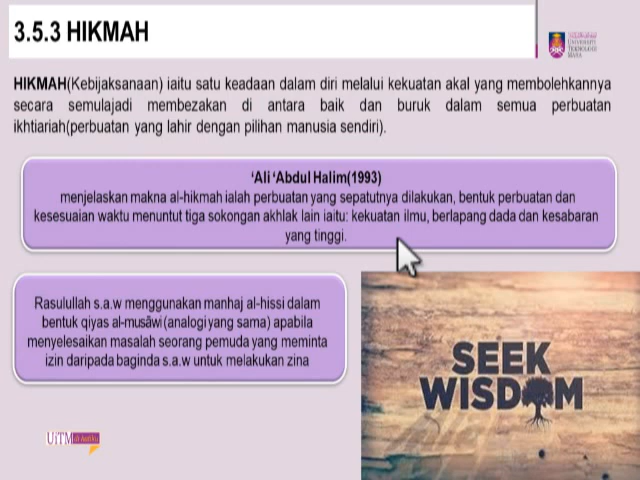 3.5.3 HIKMAH
UNIVERSITI
TEKNOLOGI
MARA
HIKMAH(Kebijaksanaan) iaitu satu keadaan dalam diri melalui kekuatan akal yang membolehkannya
secara semulajadi membezakan di antara baik dan buruk dalam semua perbuatan
ikhtiariah(perbuatan yang lahir dengan pilihan manusia sendiri).
‘Ali ‘Abdul Halim(1993)
menjelaskan makna al-hikmah ialah perbuatan yang sepatutnya dilakukan, bentuk perbuatan dan
kesesuaian waktu menuntut tiga sokongan akhlak lain iaitu: kekuatan ilmu, berlapang dada dan kesabaran
yang tinggi.
Rasulullah s.a.w menggunakan manhaj al-hissi dalam
bentuk qiyas al-musāwi (analogi yang sama) apabila
menyelesaikan masalah seorang pemuda yang meminta
izin daripada baginda s.a.w untuk melakukan zina
SEEK
WISDOM
UiTM di hatiku